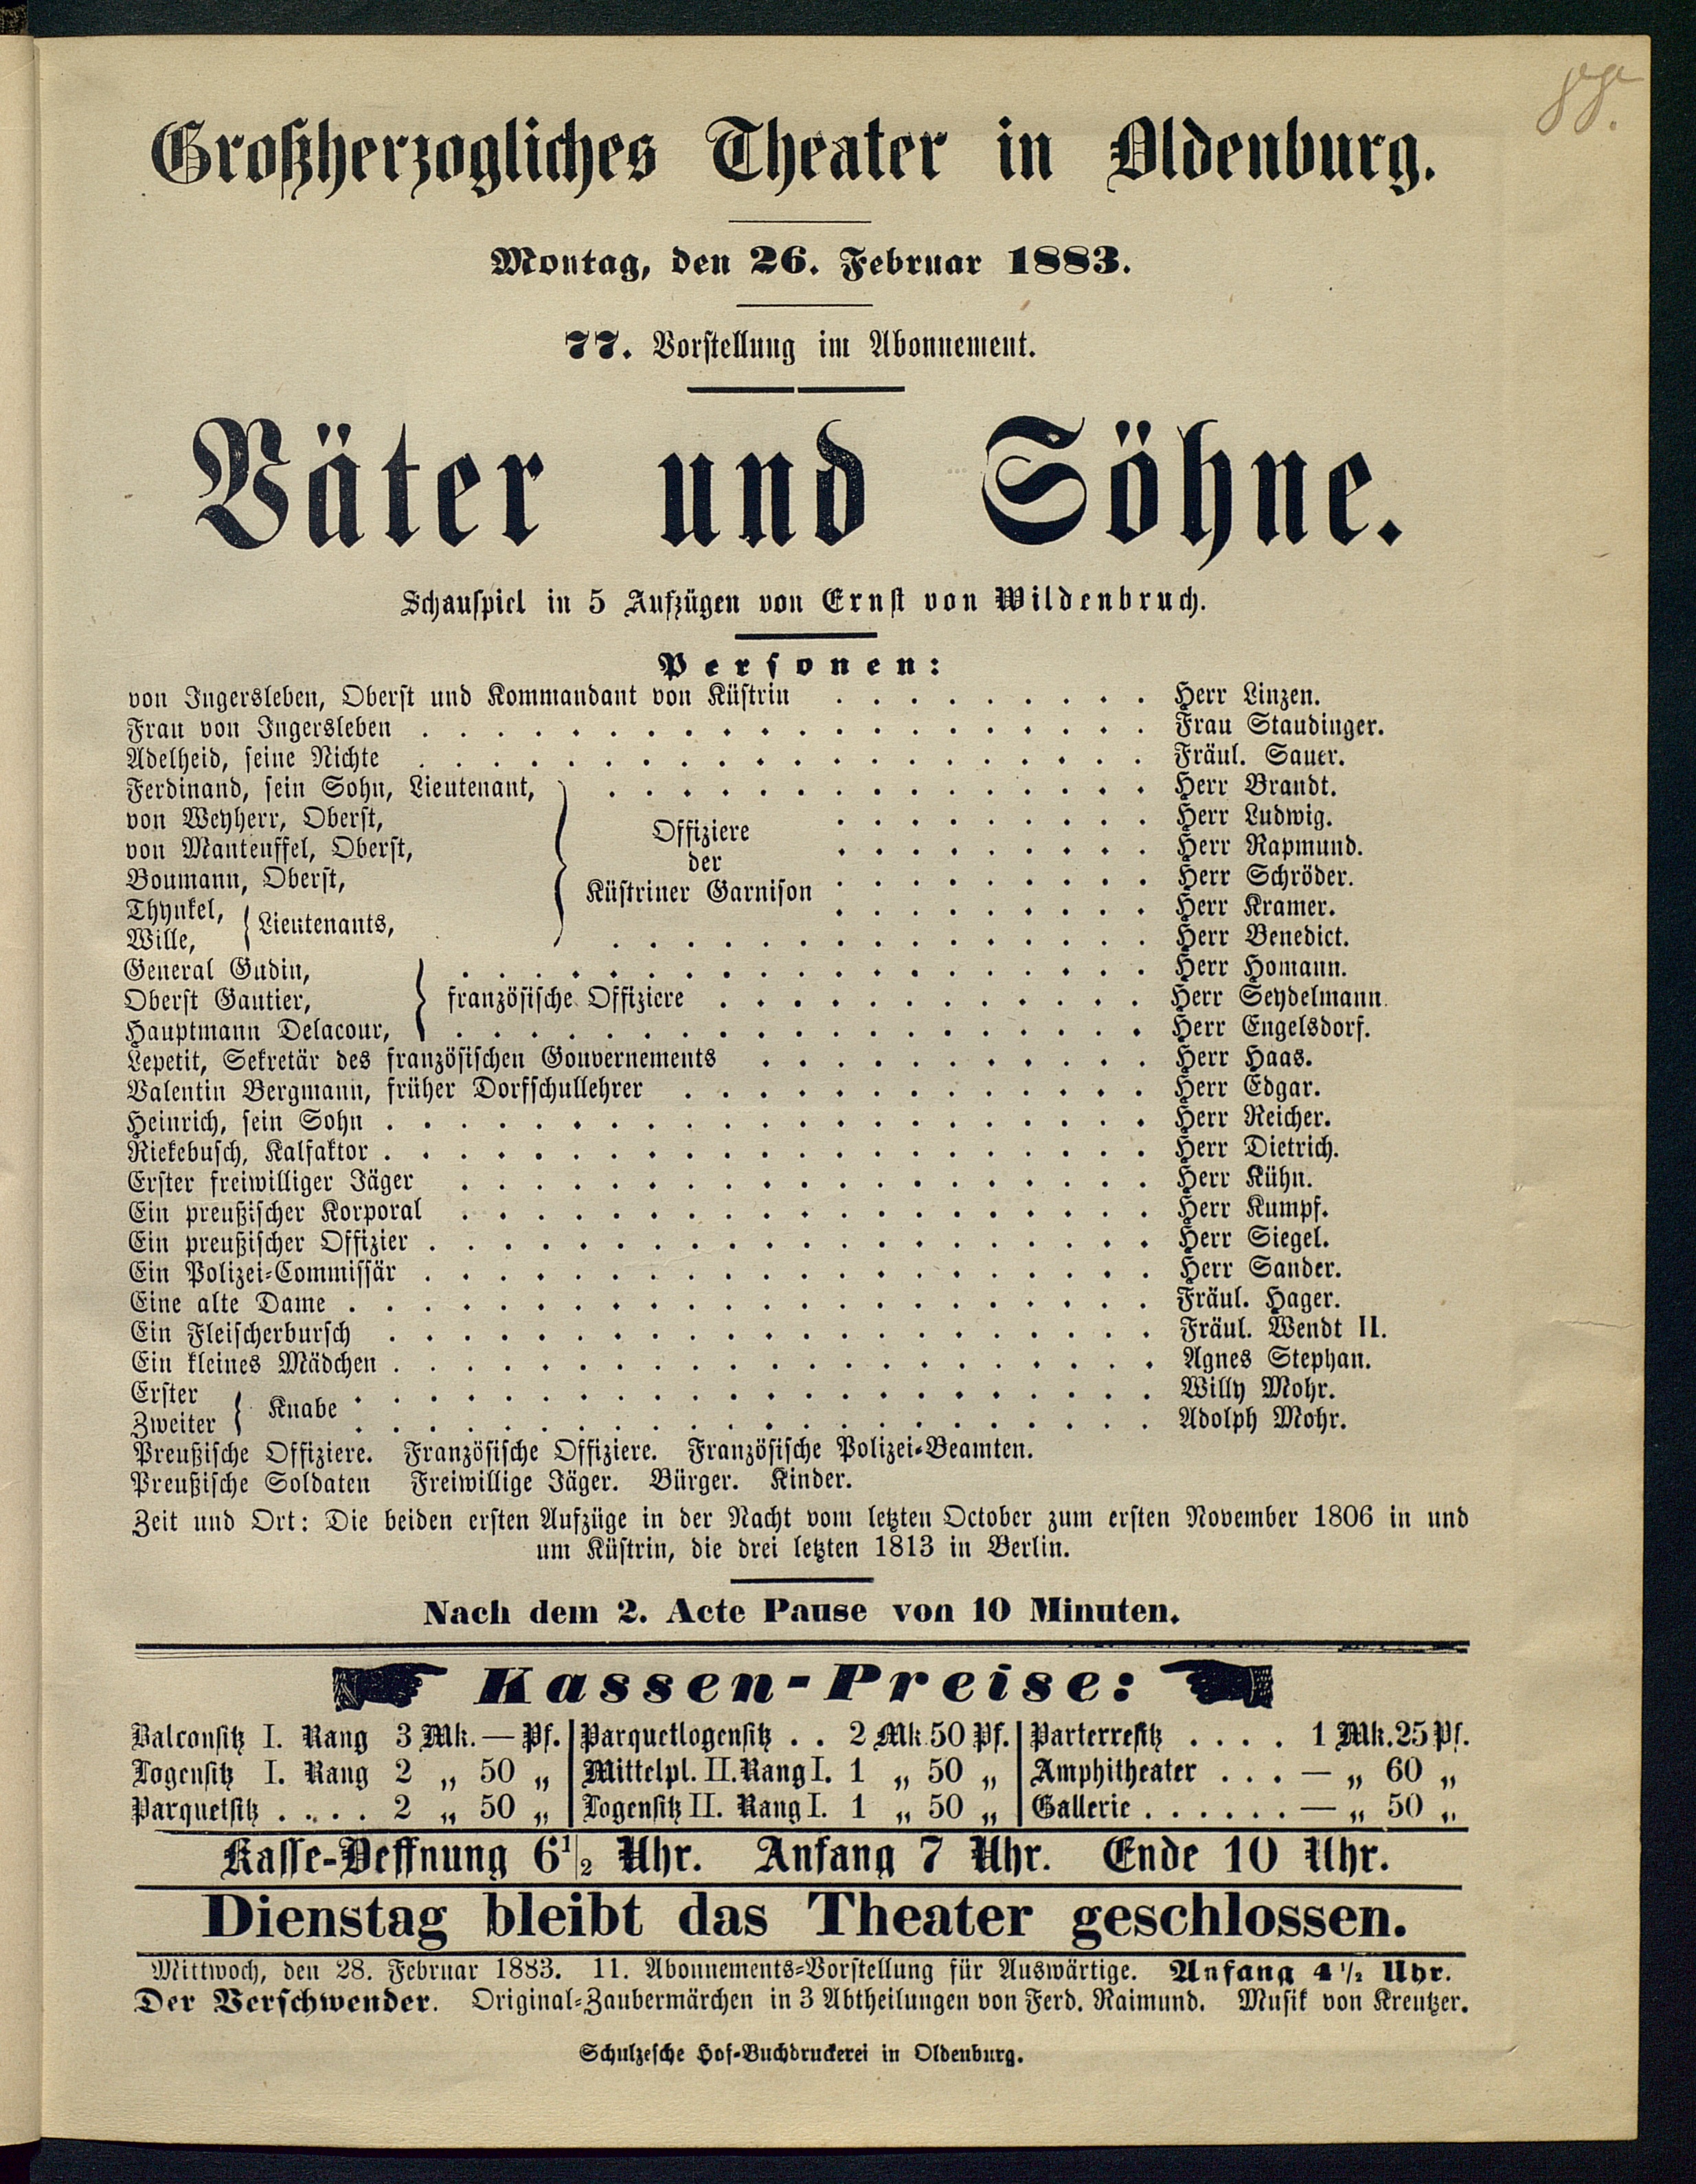 Großherzogliches Theater in Oldenburg.
Montag, den 26. Februar 1883.
77. Vorstellung im Abonnement.
Väter und Söhne.
Schauspiel in 5 Aufzügen von Ernst von Wildenbruch.
Personen:
von Ingersleben, Oberst und Kommandant von Küstrin . . . . . . . . . Herr Linzen.
Frau von Ingersleben . . . . . . . . . . . . . . . . . . . . Frau Staudinger.
Adelheid, seine Nichte . . . . . . . . . . . . . . . . . . . . Fräul. Sauer.
Ferdinand, sein Sohn, Lieutenant, . . . . . . . . . . . . . . . Herr Brandt.
von Weyherr, Oberst, . . . . . . . . . Herr Ludwig.
Offiziere
von Manteuffel, Oberst, . . . . . . . . . Herr Rapmund.
der
Boumann, Oberst, . . . . . . . . . Herr Schröder.
Küstriner Garnison
Thynkel, . . . . . . . . . Herr Kramer.
Lieutenants,
Wille, . . . . . . . . . . . . . . . Herr Benedict.
General Gudin, . . . . . . . . . . . . . . . . . . . Herr Homann.
Oberst Gautier, französische Offiziere . . . . . . . . . . . . Herr Seydelmann.
Hauptmann Delacour, . . . . . . . . . . . . . . . . . . . Herr Engelsdorf.
Lepetit, Sekretär des französischen Gouvernements . . . . . . . . . . . Herr Haas.
Valentin Bergmann, früher Dorfschullehrer . . . . . . . . . . . . . Herr Edgar.
Heinrich, sein Sohn . . . . . . . . . . . . . . . . . . . . . Herr Reicher.
Riekebusch, Kalfaktor . . . . . . . . . . . . . . . . . . . . . Herr Dietrich.
Erster freiwilliger Jäger . . . . . . . . . . . . . . . . . . . Herr Kühn.
Ein preußischer Korporal . . . . . . . . . . . . . . . . . . . Herr Kumpf.
Ein preußischer Offizier . . . . . . . . . . . . . . . . . . . . Herr Siegel.
Ein Polizei-Commissär . . . . . . . . . . . . . . . . . . . . Herr Sander.
Eine alte Dame . . . . . . . . . . . . . . . . . . . . . . Fräul. Hager.
Ein Fleischerbursch . . . . . . . . . . . . . . . . . . . . . Fräul. Wendt II.
Ein kleines Mädchen . . . . . . . . . . . . . . . . . . . . . Agnes Stephan.
Erster . . . . . . . . . . . . . . . . . . . . . . Willy Mohr.
Knabe
Zweiter . . . . . . . . . . . . . . . . . . . . . . Adolph Mohr.
Preußische Offiziere. Französische Offiziere. Französische Polizei-Beamten.
Preußische Soldaten Freiwillige Jäger. Bürger. Kinder.
Zeit und Ort: Die beiden ersten Aufzüge in der Nacht vom letzten October zum ersten November 1806 in und
um Küstrin, die drei letzten 1813 in Berlin.
Nach dem 2. Acte Pause von 10 Minuten.
Kassen-Preise:
Balconsitz I. Rang 3 Mk. — Pf. Parquetlogensitz . . 2 Mk. 50 Pf. Parterresitz . . . . 1 Mk. 25 Pf.
Logensitz I. Rang 2 „ 50 „ Mittelpl. II. Rang I. 1 „ 50 „ Amphitheater . . . — „ 60 „
Parquetsitz . . . . 2 „ 50 „ Logensitz II. Rang I. 1 „ 50 „ Gallerie . . . . . . — „ 50 „
Kasse-Oeffnung 6 1/2 Uhr. Anfang 7 Uhr. Ende 10 Uhr.
Dienstag bleibt das Theater geschlossen.
Mittwoch, den 28. Februar 1883. 11. Abonnements-Vorstellung für Auswärtige. Anfang 4 1/2 Uhr.
Der Verschwender. Original-Zaubermärchen in 3 Abtheilungen von Ferd. Raimund. Musik von Kreutzer.
Schulzesche Hof-Buchdruckerei in Oldenburg.